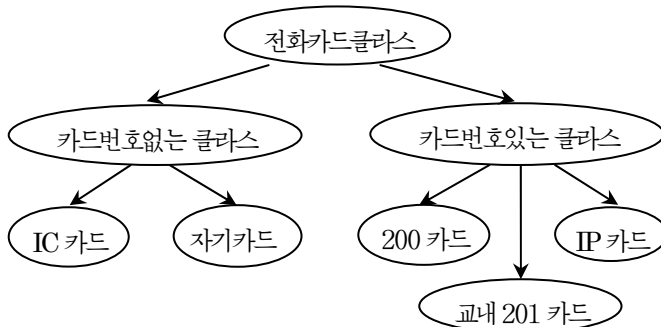 전화카드클라스
카드번호없는 클라스
카드번호있는 클라스
IC 카드
자기카드
200 카드
IP 카드
교내 201 카드